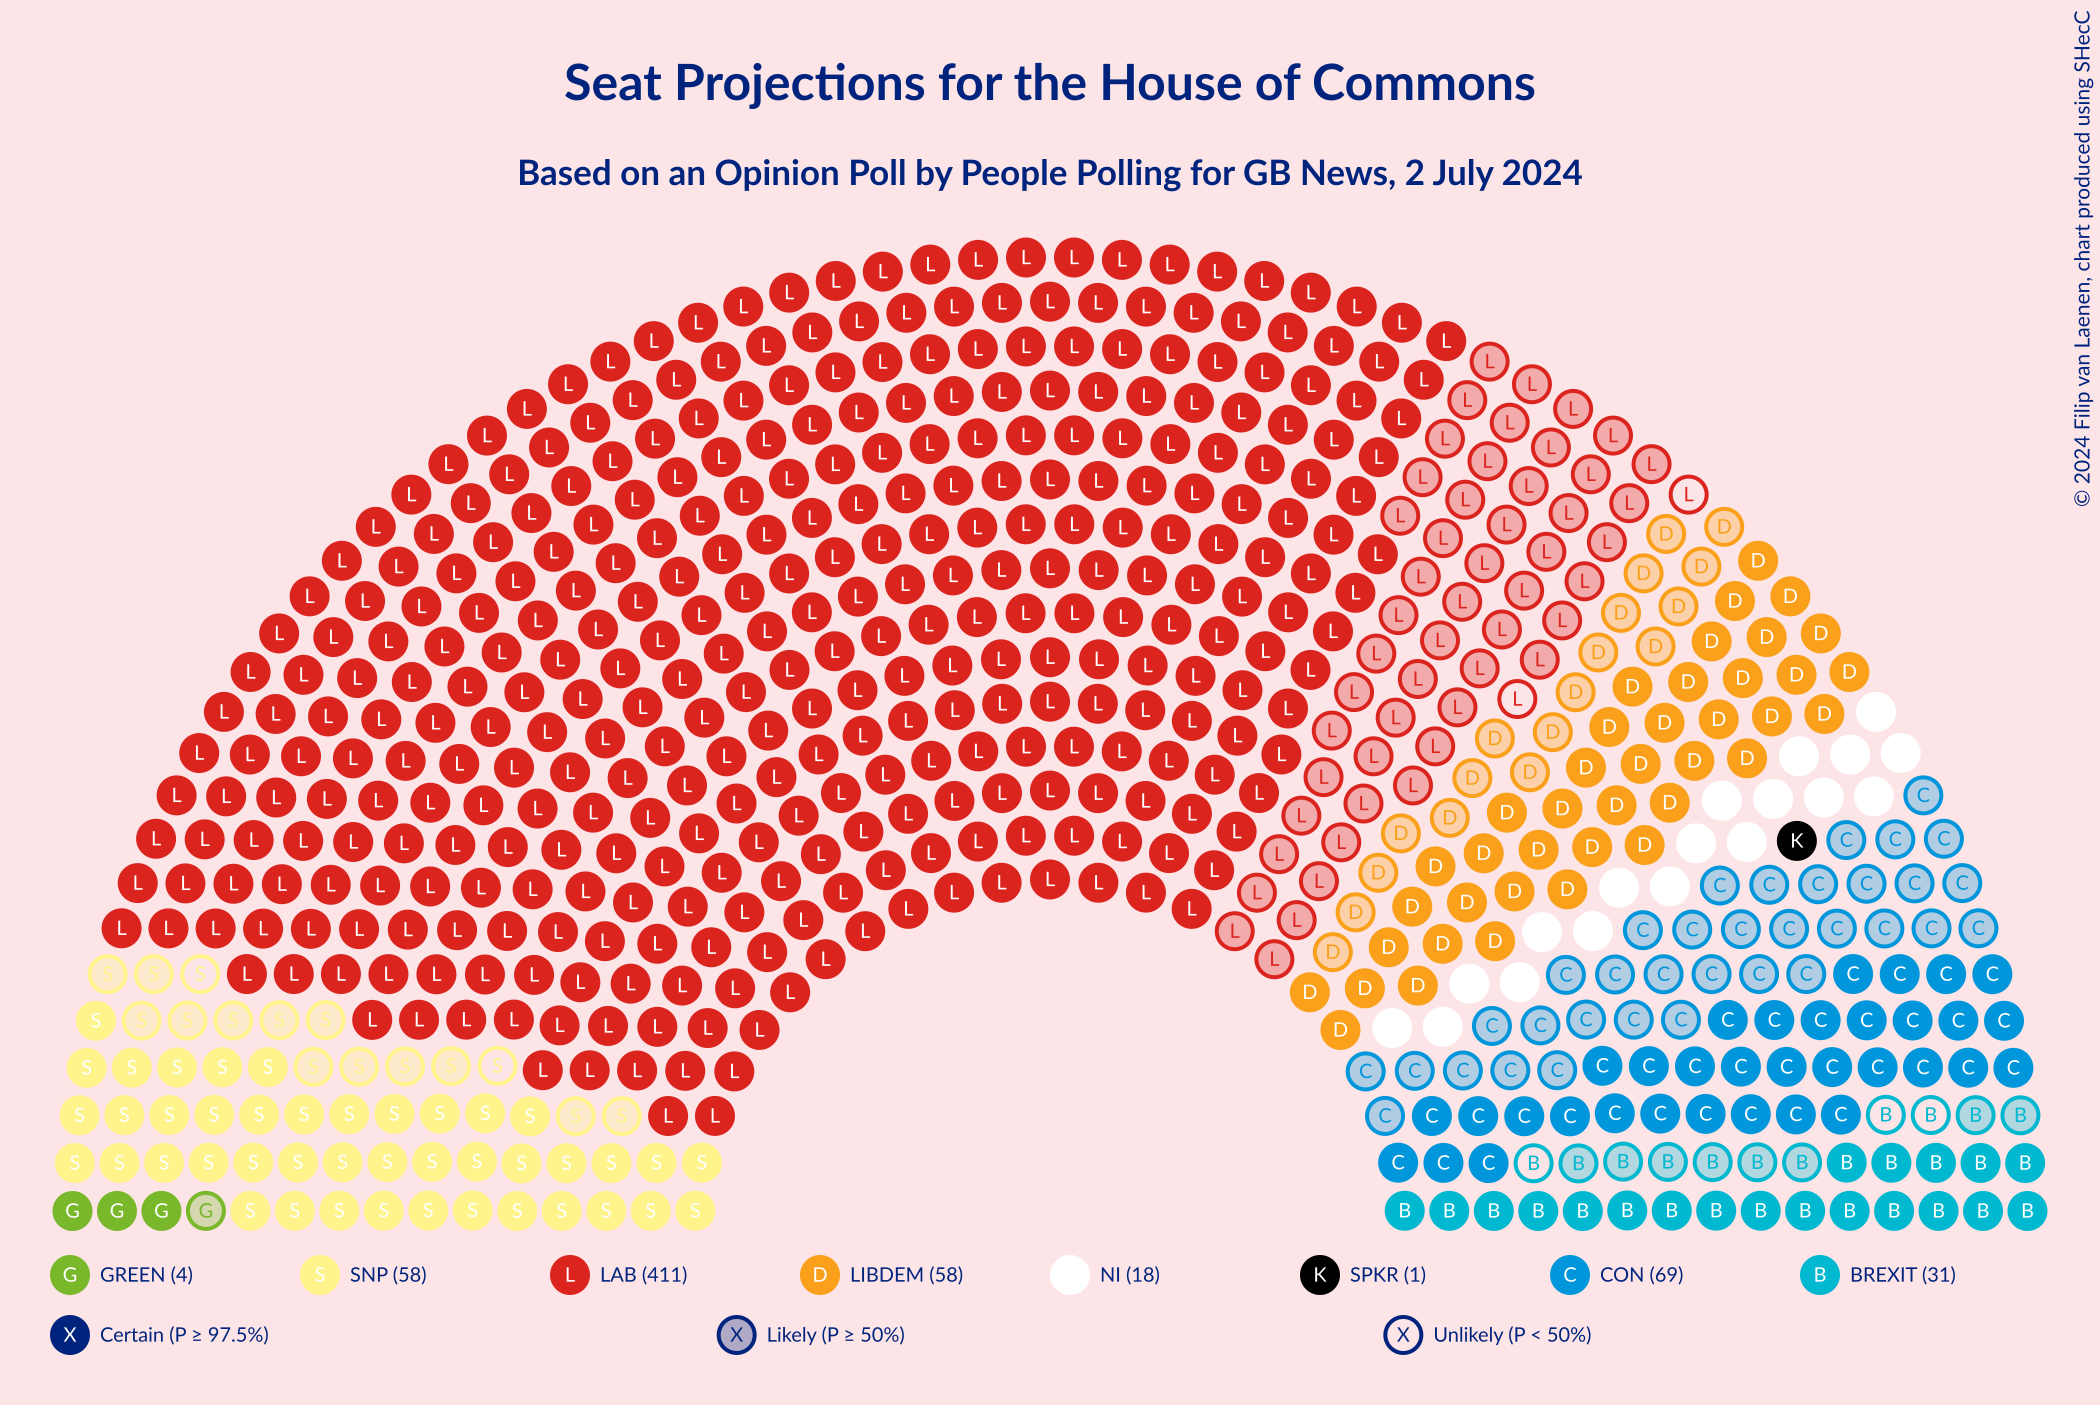 Seat Projections for the House of Commons
Based on an Opinion Poll by People Polling for GB News, 2 July 2024
© 2024 Filip van Laenen, chart produced using SHecC
G GREEN (4)
S SNP (58)
L LAB (411)
D LIBDEM (58)
NI (18)
K SPKR (1)
C CON (69)
B BREXIT (31)
X Certain (P ≥ 97.5%)
X Likely (P ≥ 50%)
X Unlikely (P < 50%)